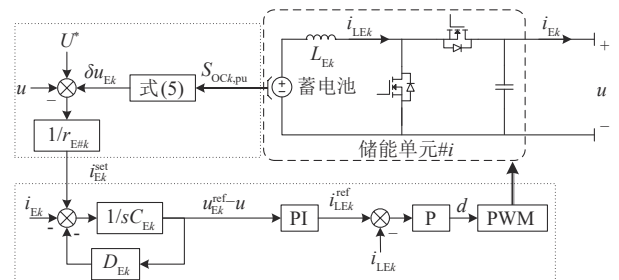 U*
i_LEk
i_Ek
+
L_Ek
δu_Ek
S_OCk,pu
u
−
式(5)
+
−
蓄电池
u
1/r_E#k
−
储能单元#i
i_Ek^set
i_Ek
-
-
1/sC_Ek
u_Ek^ref−u
PI
i_LEk^ref
−
P
d
PWM
D_Ek
i_LEk